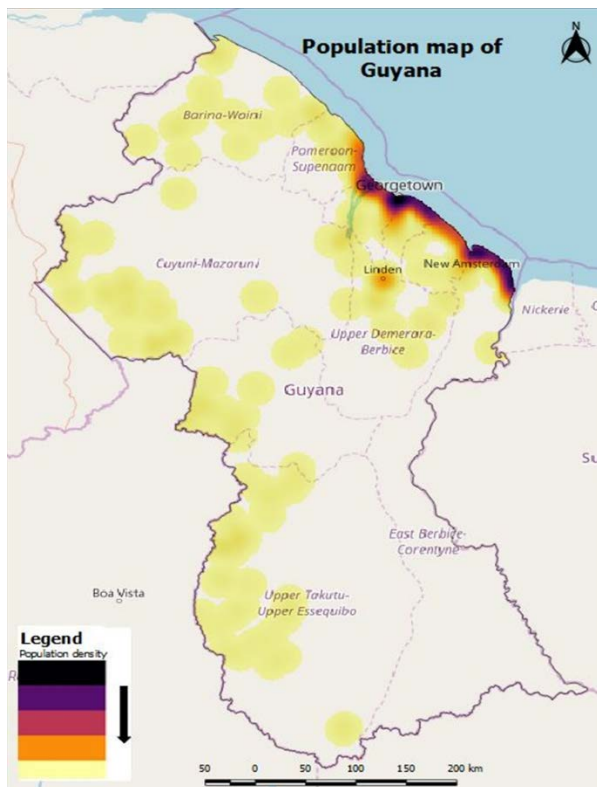 Population map of
Guyana
N
Barina-Waini
Pomeroon-
Supenaam
Georgetown
Cuyuni-Mazaruni
Linden
New Amsterdam
Nickerie
Upper Demerara-
Berbice
Guyana
Su
East Berbice-
Corentyne
Boa Vista
Upper Takutu-
Upper Essequibo
Legend
Population density
50 0 50 100 150 200 km